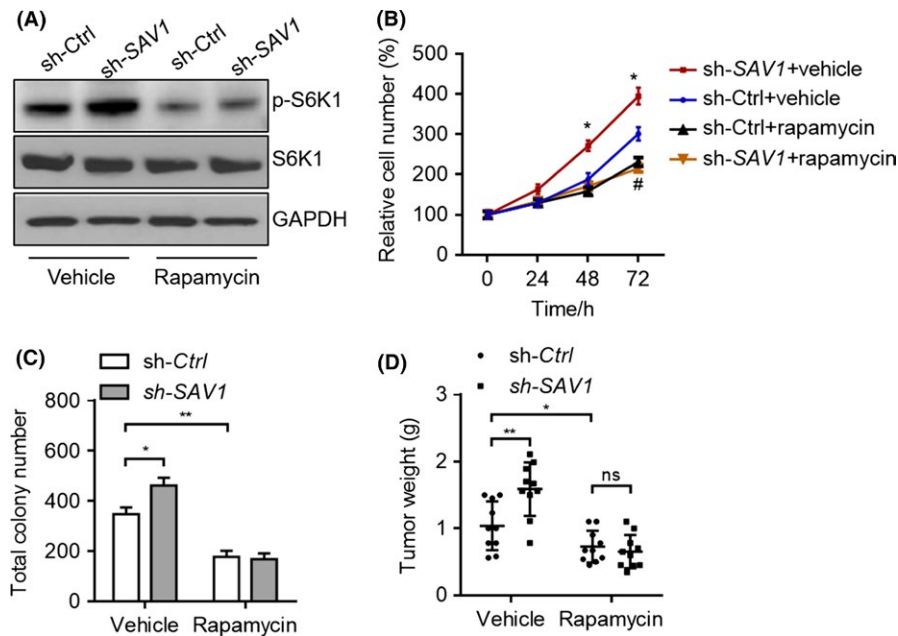 (A)
sh-Ctrl sh-SAV1 sh-Ctrl sh-SAV1
p-S6K1
S6K1
GAPDH
Vehicle Rapamycin
(B)
Relative cell number (%)
500
400
300
200
100
0
0 24 48 72
Time/h
* *
#
sh-SAV1+vehicle
sh-Ctrl+vehicle
sh-Ctrl+rapamycin
sh-SAV1+rapamycin
(C)
sh-Ctrl
sh-SAV1
Total colony number
800
600
400
200
0
**
*
Vehicle Rapamycin
(D)
sh-Ctrl
sh-SAV1
Tumor weight (g)
3
2
1
0
*
**
ns
Vehicle Rapamycin